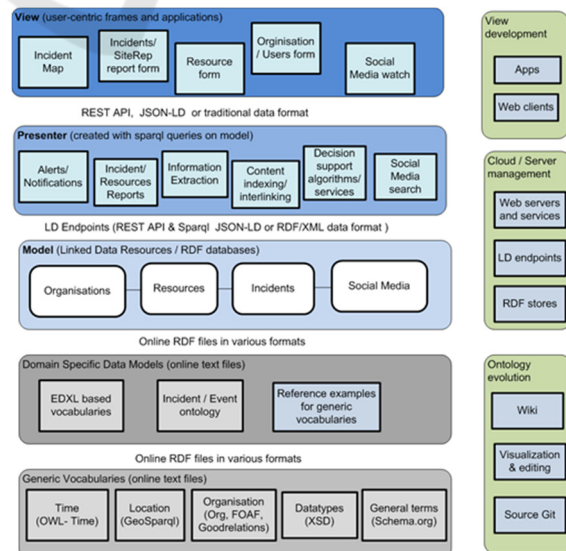 View (user-centric frames and applications)
Incident
Map
Incidents/
SiteRep
report form
Resource
form
Orginisation
/ Users form
Social
Media watch
REST API, JSON-LD or traditional data format
Presenter (created with sparql queries on model)
Alerts/
Notifications
Incident/
Resources
Reports
Information
Extraction
Content
indexing/
interlinking
Decision
support
algorithms/
services
Social
Media
search
LD Endpoints (REST API & Sparql JSON-LD or RDF/XML data format )
Model (Linked Data Resources / RDF databases)
Organisations
Resources
Incidents
Social Media
Online RDF files in various formats
Domain Specific Data Models (online text files)
EDXL based
vocabularies
Incident / Event
ontology
Reference examples
for generic
vocabularies
Online RDF files in various formats
Generic Vocabularies (online text files)
Time
(OWL- Time)
Location
(GeoSparql)
Organisation
(Org, FOAF,
Goodrelations)
Datatypes
(XSD)
General terms
(Schema.org)
View
development
Apps
Web clients
Cloud / Server
management
Web servers
and services
LD endpoints
RDF stores
Ontology
evolution
Wiki
Visualization
& editing
Source Git